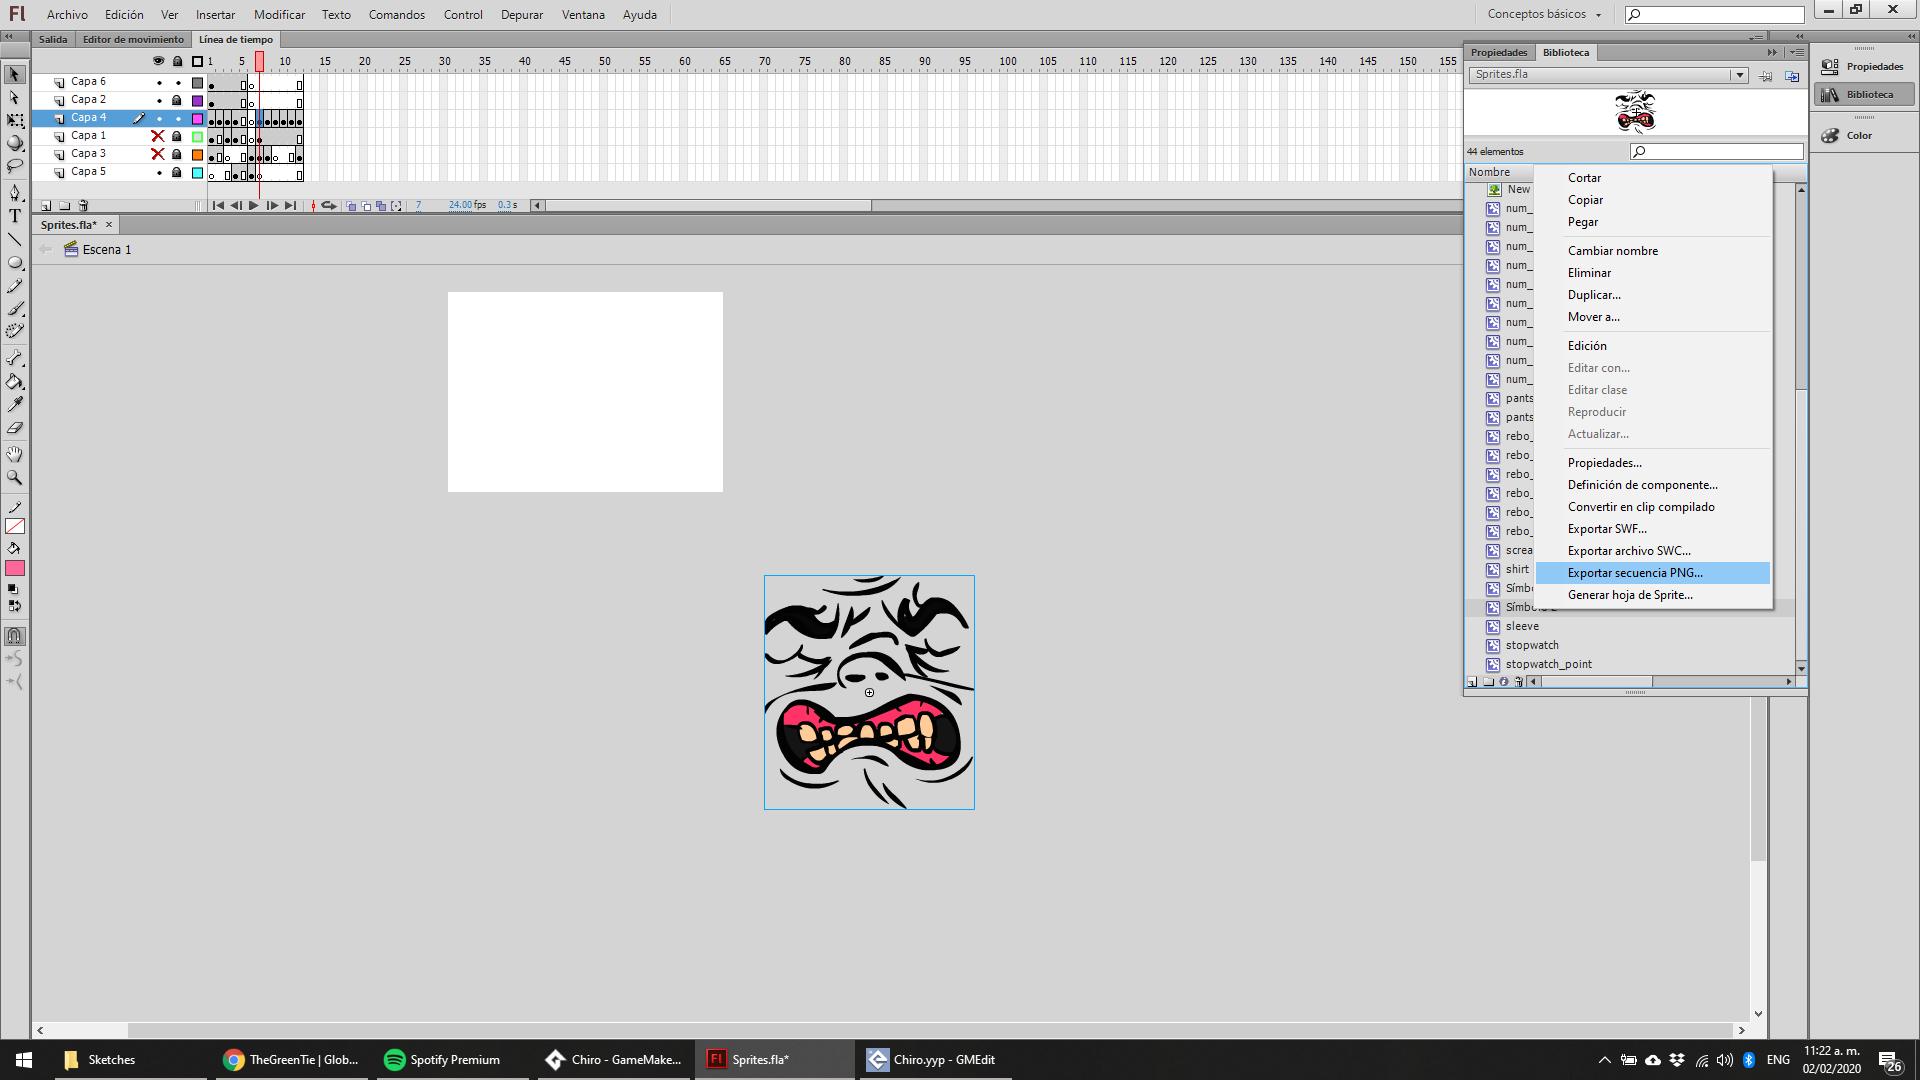 Fl Archivo Edición Ver Insertar Modificar Texto Comandos Control Depurar Ventana Ayuda Conceptos básicos
Salida Editor de movimiento Línea de tiempo
1 5 10 15 20 25 30 35 40 45 50 55 60 65 70 75 80 85 90 95 100 105 110 115 120 125 130 135 140 145 150 155
Capa 6
Capa 2
Capa 4
Capa 1
Capa 3
Capa 5
7 24.00 fps 0.3 s
Sprites.fla*
Escena 1
Propiedades Biblioteca
Sprites.fla
44 elementos
Nombre
New
num_
num_
num_
num_
num_
num_
num_
num_
num_
num_
pants
pants
rebo_
rebo_
rebo_
rebo_
rebo_
rebo_
screa
shirt
Símbo
Símbolo 2
sleeve
stopwatch
stopwatch_point
Cortar
Copiar
Pegar
Cambiar nombre
Eliminar
Duplicar...
Mover a...
Edición
Editar con...
Editar clase
Reproducir
Actualizar...
Propiedades...
Definición de componente...
Convertir en clip compilado
Exportar SWF...
Exportar archivo SWC...
Exportar secuencia PNG...
Generar hoja de Sprite...
Propiedades
Biblioteca
Color
Sketches
TheGreenTie | Glob...
Spotify Premium
Chiro - GameMake...
Fl Sprites.fla*
Chiro.yyp - GMEdit
ENG
11:22 a. m.
02/02/2020
26